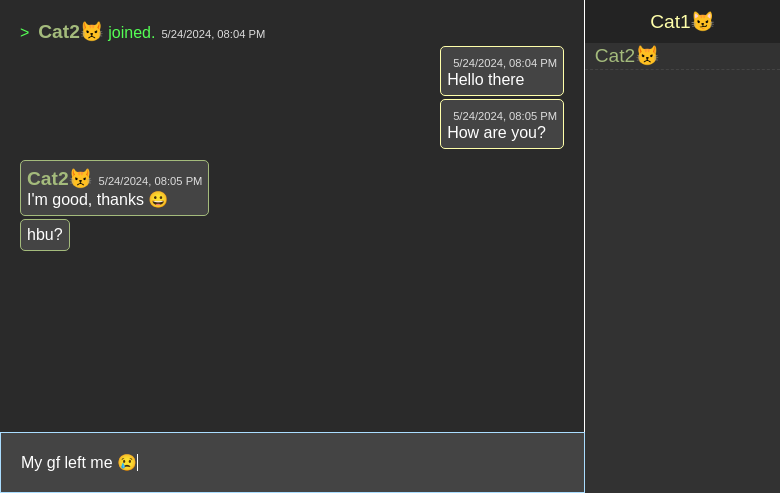 > Cat2😾 joined. 5/24/2024, 08:04 PM
5/24/2024, 08:04 PM
Hello there
5/24/2024, 08:05 PM
How are you?
Cat2😾 5/24/2024, 08:05 PM
I'm good, thanks 😀
hbu?
My gf left me 😢
Cat1😼
Cat2😾